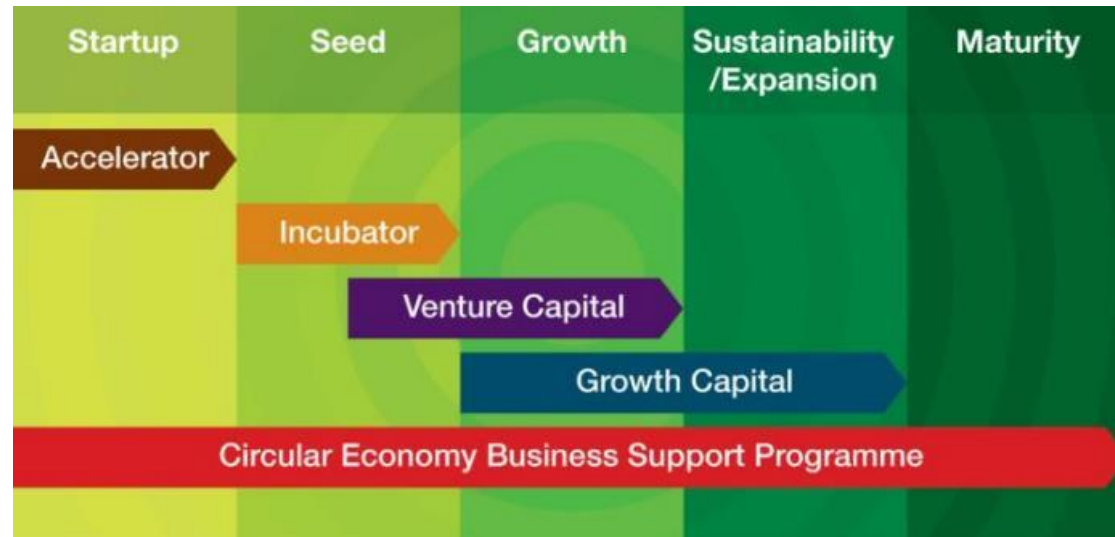 Startup
Seed
Growth
Sustainability
/Expansion
Maturity
Accelerator
Incubator
Venture Capital
Growth Capital
Circular Economy Business Support Programme